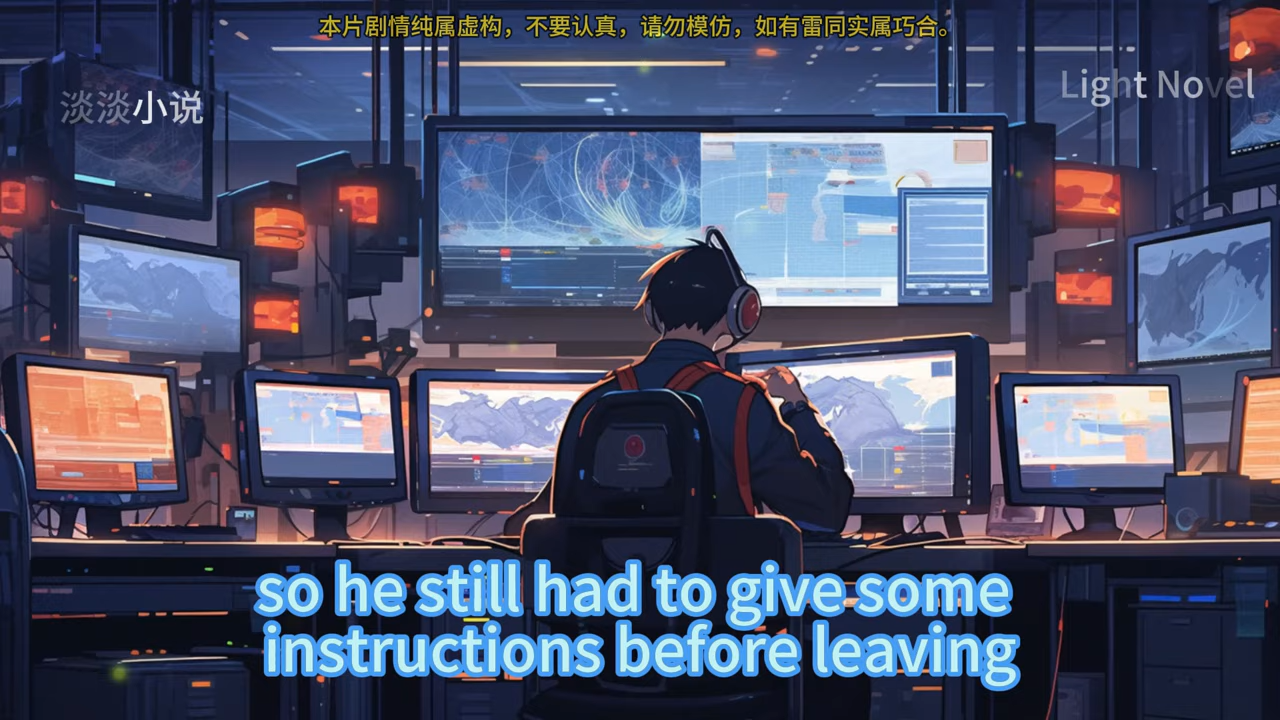 本片剧情纯属虚构，不要认真，请勿模仿，如有雷同实属巧合。
淡淡小说
Light Novel
so he still had to give some
instructions before leaving